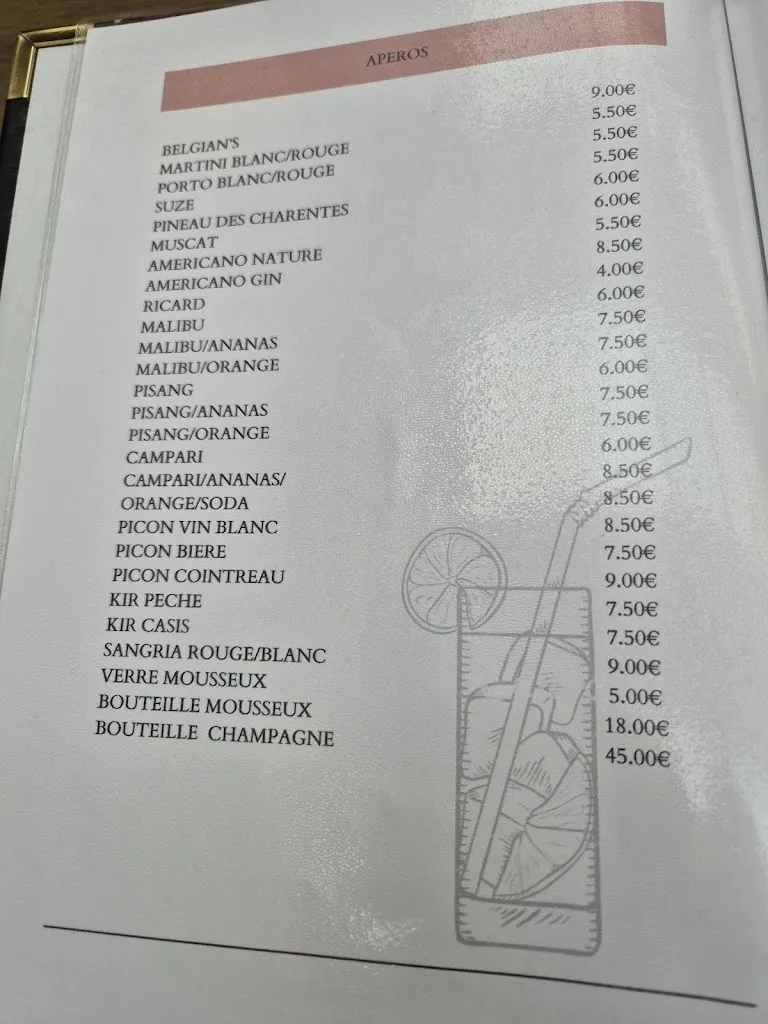 APEROS
BELGIAN'S 9.00€
MARTINI BLANC/ROUGE 5.50€
PORTO BLANC/ROUGE 5.50€
SUZE 5.50€
PINEAU DES CHARENTES 6.00€
MUSCAT 6.00€
AMERICANO NATURE 5.50€
AMERICANO GIN 8.50€
RICARD 4.00€
MALIBU 6.00€
MALIBU/ANANAS 7.50€
MALIBU/ORANGE 7.50€
PISANG 6.00€
PISANG/ANANAS 7.50€
PISANG/ORANGE 7.50€
CAMPARI 6.00€
CAMPARI/ANANAS/ 8.50€
ORANGE/SODA 8.50€
PICON VIN BLANC 8.50€
PICON BIERE 7.50€
PICON COINTREAU 9.00€
KIR PECHE 7.50€
KIR CASIS 7.50€
SANGRIA ROUGE/BLANC 9.00€
VERRE MOUSSEUX 5.00€
BOUTEILLE MOUSSEUX 18.00€
BOUTEILLE CHAMPAGNE 45.00€